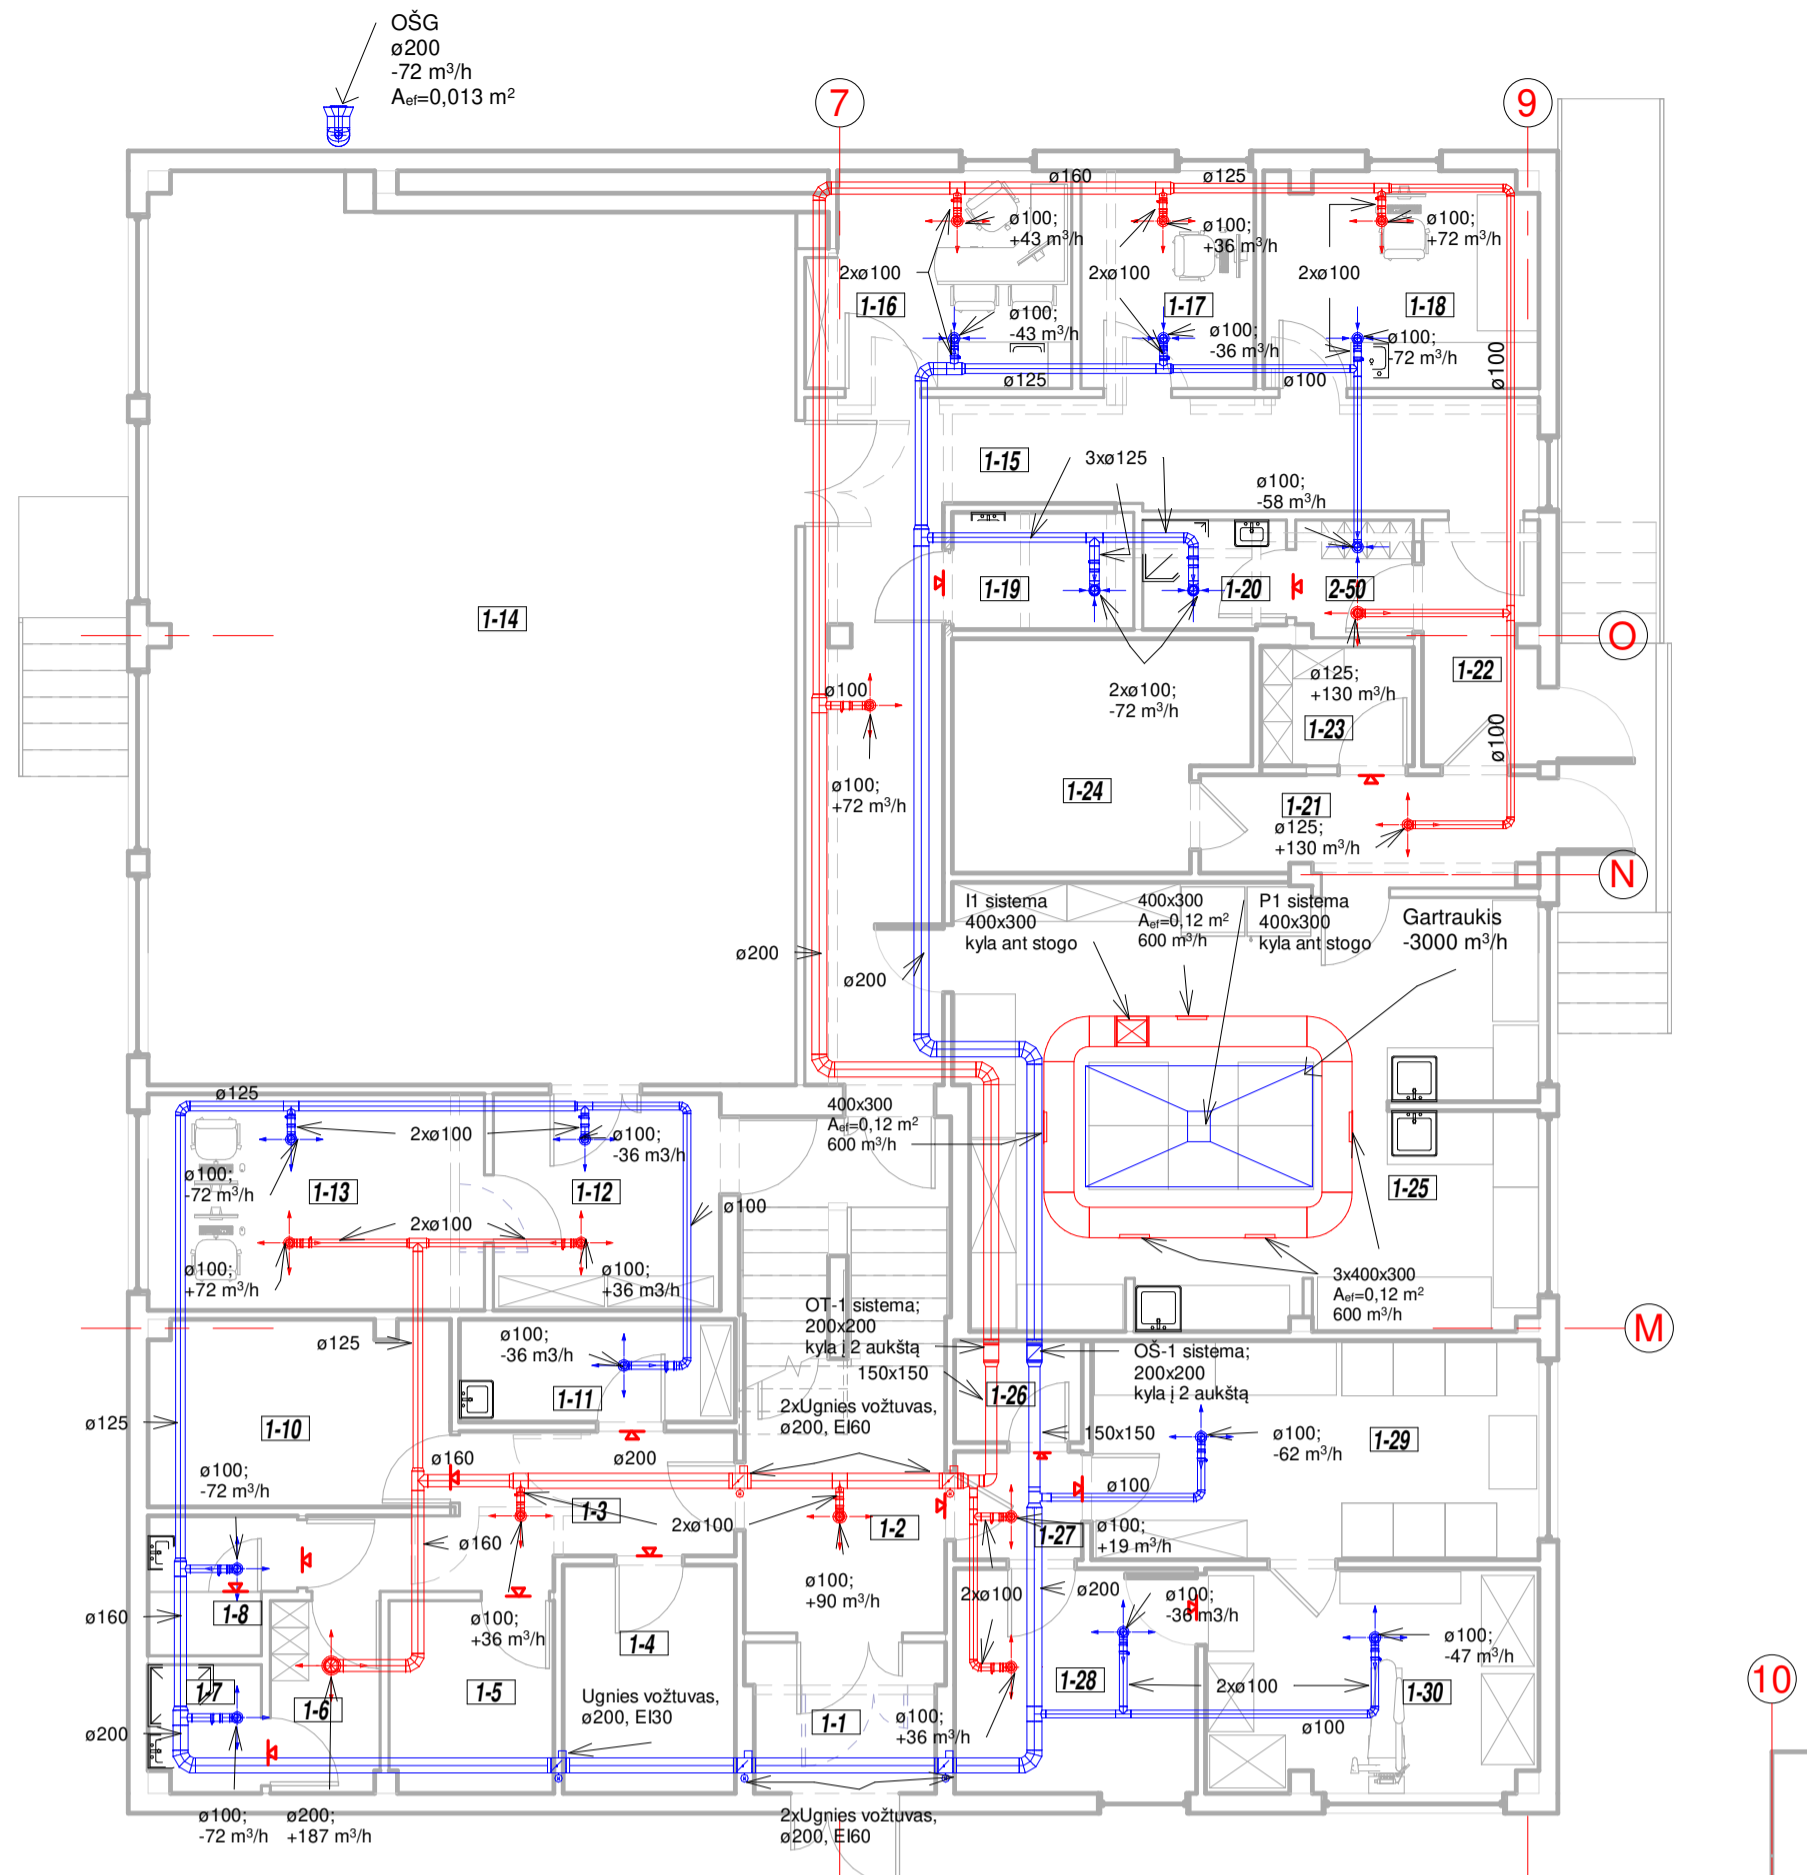 OŠG
ø200
-72 m³/h
Aef=0,013 m²
7
9
ø160
ø125
ø100;
+43 m³/h
ø100;
+36 m³/h
ø100;
+72 m³/h
2xø100
2xø100
2xø100
1-16
1-17
1-18
ø100;
-43 m³/h
ø100;
-36 m³/h
ø100;
-72 m³/h
ø125
ø100
ø100
1-15
3xø125
ø100;
-58 m³/h
1-14
1-19
1-20
2-50
O
ø100
2xø100;
-72 m³/h
ø125;
+130 m³/h
1-22
1-23
ø100
ø100;
+72 m³/h
1-24
1-21
ø125;
+130 m³/h
N
I1 sistema
400x300
kyla ant stogo
400x300
Aef=0,12 m²
600 m³/h
P1 sistema
400x300
kyla ant stogo
Gartraukis
-3000 m³/h
ø200
ø200
ø125
400x300
Aef=0,12 m²
600 m³/h
2xø100
ø100;
-36 m3/h
ø100;
-72 m³/h
1-13
1-12
1-25
ø100
2xø100
ø100;
+72 m³/h
ø100;
+36 m3/h
3x400x300
Aef=0,12 m²
600 m³/h
OT-1 sistema;
200x200
kyla į 2 aukštą
M
ø125
ø100;
-36 m3/h
150x150
OŠ-1 sistema;
200x200
kyla į 2 aukštą
1-11
1-26
2xUgnies vožtuvas,
ø200, EI60
ø125
1-10
150x150
ø100;
-62 m³/h
1-29
ø160
ø200
ø100;
-72 m³/h
ø100
1-3
2xø100
1-2
1-27
ø100;
+19 m³/h
ø160
ø100;
+90 m³/h
2xø100
ø200
ø100;
-36 m3/h
ø160
1-8
ø100;
+36 m³/h
1-4
ø100;
-47 m³/h
10
1-7
1-6
1-5
Ugnies vožtuvas,
ø200, EI30
1-1
ø100;
+36 m³/h
1-28
2xø100
1-30
ø100
ø200
ø100;
-72 m³/h
ø200;
+187 m³/h
2xUgnies vožtuvas,
ø200, EI60